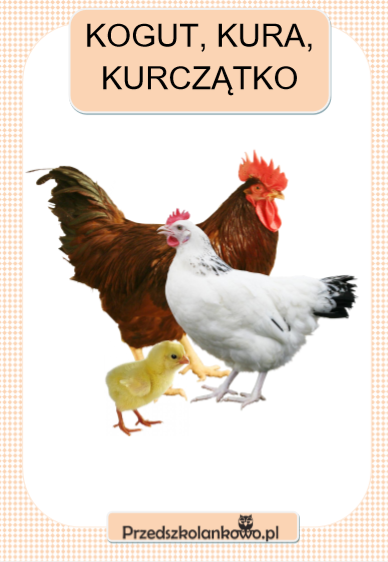 KOGUT, KURA,
KURCZĄTKO
Przedszkolankowo.pl